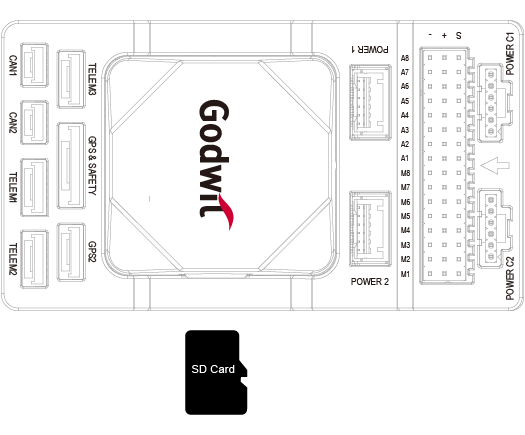 - + S
POWER C1
POWER 1
CAN1
TELEM3
A8
A7
A6
A5
A4
A3
A2
A1
M8
M7
M6
M5
M4
M3
M2
M1
CAN2
GPS & SAFETY
Godwit
TELEM1
TELEM2
GPS2
POWER 2
POWER C2
SD Card